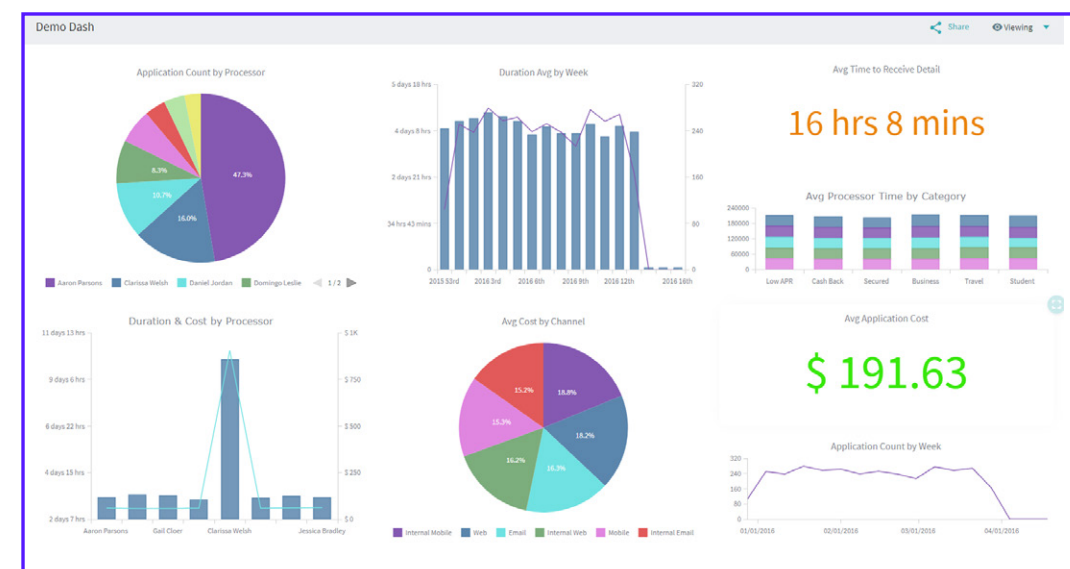 Demo Dash
Share
Viewing
Application Count by Processor
47.3%
16.0%
10.7%
8.3%
Aaron Parsons Clarissa Welsh Daniel Jordan Domingo Leslie 1/2
Duration Avg by Week
5 days 18 hrs
4 days 8 hrs
2 days 21 hrs
34 hrs 43 mins
0
320
240
160
80
0
2015 53rd 2016 3rd 2016 6th 2016 9th 2016 12th 2016 16th
Avg Time to Receive Detail
16 hrs 8 mins
Avg Processor Time by Category
240000
180000
120000
60000
0
Low APR Cash Back Secured Business Travel Student
Duration & Cost by Processor
11 days 13 hrs
9 days 6 hrs
6 days 22 hrs
4 days 15 hrs
2 days 7 hrs
$ 1K
$ 750
$ 500
$ 250
$ 0
Aaron Parsons Gail Cloer Clarissa Welsh Jessica Bradley
Avg Cost by Channel
18.8%
18.2%
16.3%
16.2%
15.3%
15.2%
Internal Mobile Web Email Internal Web Mobile Internal Email
Avg Application Cost
$ 191.63
Application Count by Week
320
240
160
80
0
01/01/2016 02/01/2016 03/01/2016 04/01/2016